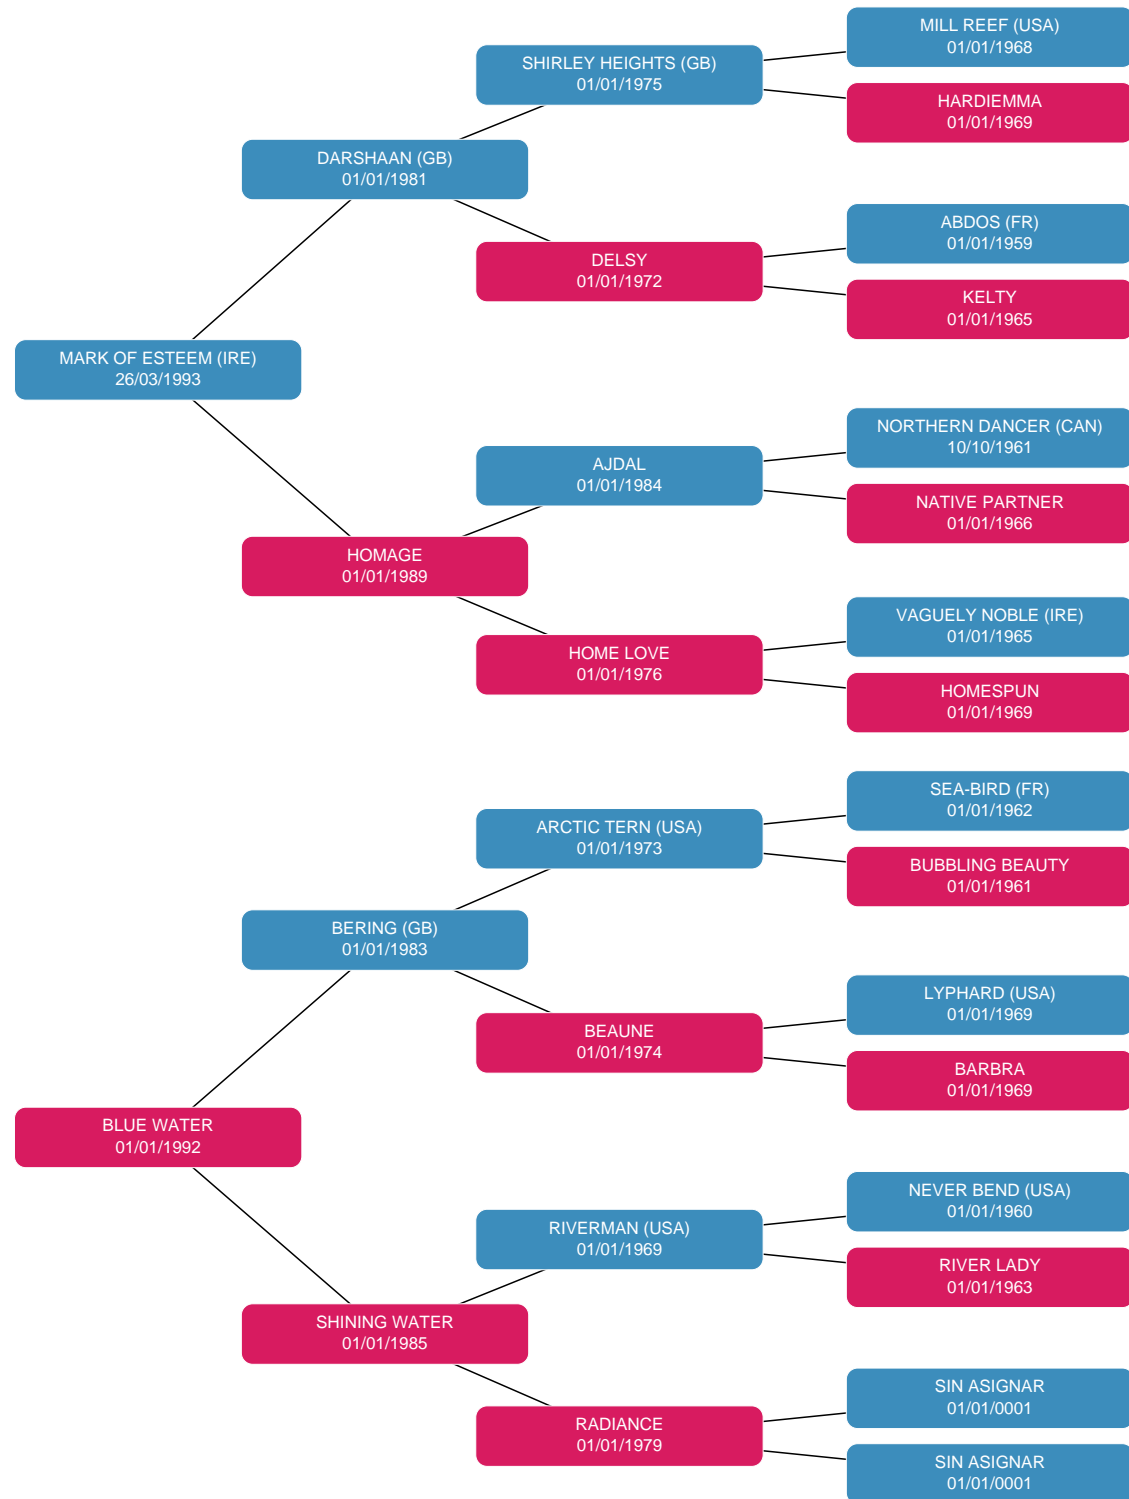 MILL REEF (USA)
01/01/1968
SHIRLEY HEIGHTS (GB)
01/01/1975
HARDIEMMA
01/01/1969
DARSHAAN (GB)
01/01/1981
ABDOS (FR)
01/01/1959
DELSY
01/01/1972
KELTY
01/01/1965
MARK OF ESTEEM (IRE)
26/03/1993
NORTHERN DANCER (CAN)
10/10/1961
AJDAL
01/01/1984
NATIVE PARTNER
01/01/1966
HOMAGE
01/01/1989
VAGUELY NOBLE (IRE)
01/01/1965
HOME LOVE
01/01/1976
HOMESPUN
01/01/1969
SEA-BIRD (FR)
01/01/1962
ARCTIC TERN (USA)
01/01/1973
BUBBLING BEAUTY
01/01/1961
BERING (GB)
01/01/1983
LYPHARD (USA)
01/01/1969
BEAUNE
01/01/1974
BARBRA
01/01/1969
BLUE WATER
01/01/1992
NEVER BEND (USA)
01/01/1960
RIVERMAN (USA)
01/01/1969
RIVER LADY
01/01/1963
SHINING WATER
01/01/1985
SIN ASIGNAR
01/01/0001
RADIANCE
01/01/1979
SIN ASIGNAR
01/01/0001